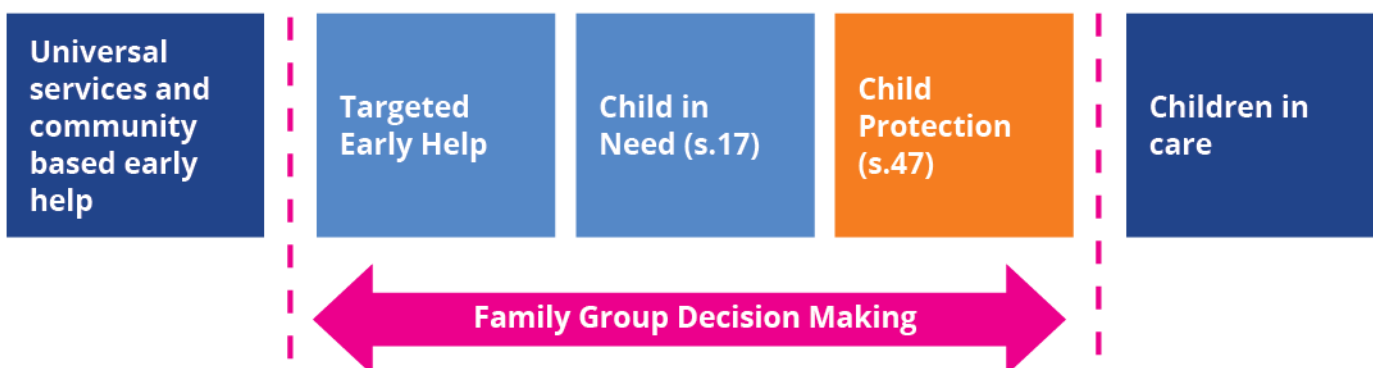 Universal
services and
community
based early
help
Targeted
Early Help
Child in
Need (s.17)
Child
Protection
(s.47)
Children in
care
Family Group Decision Making